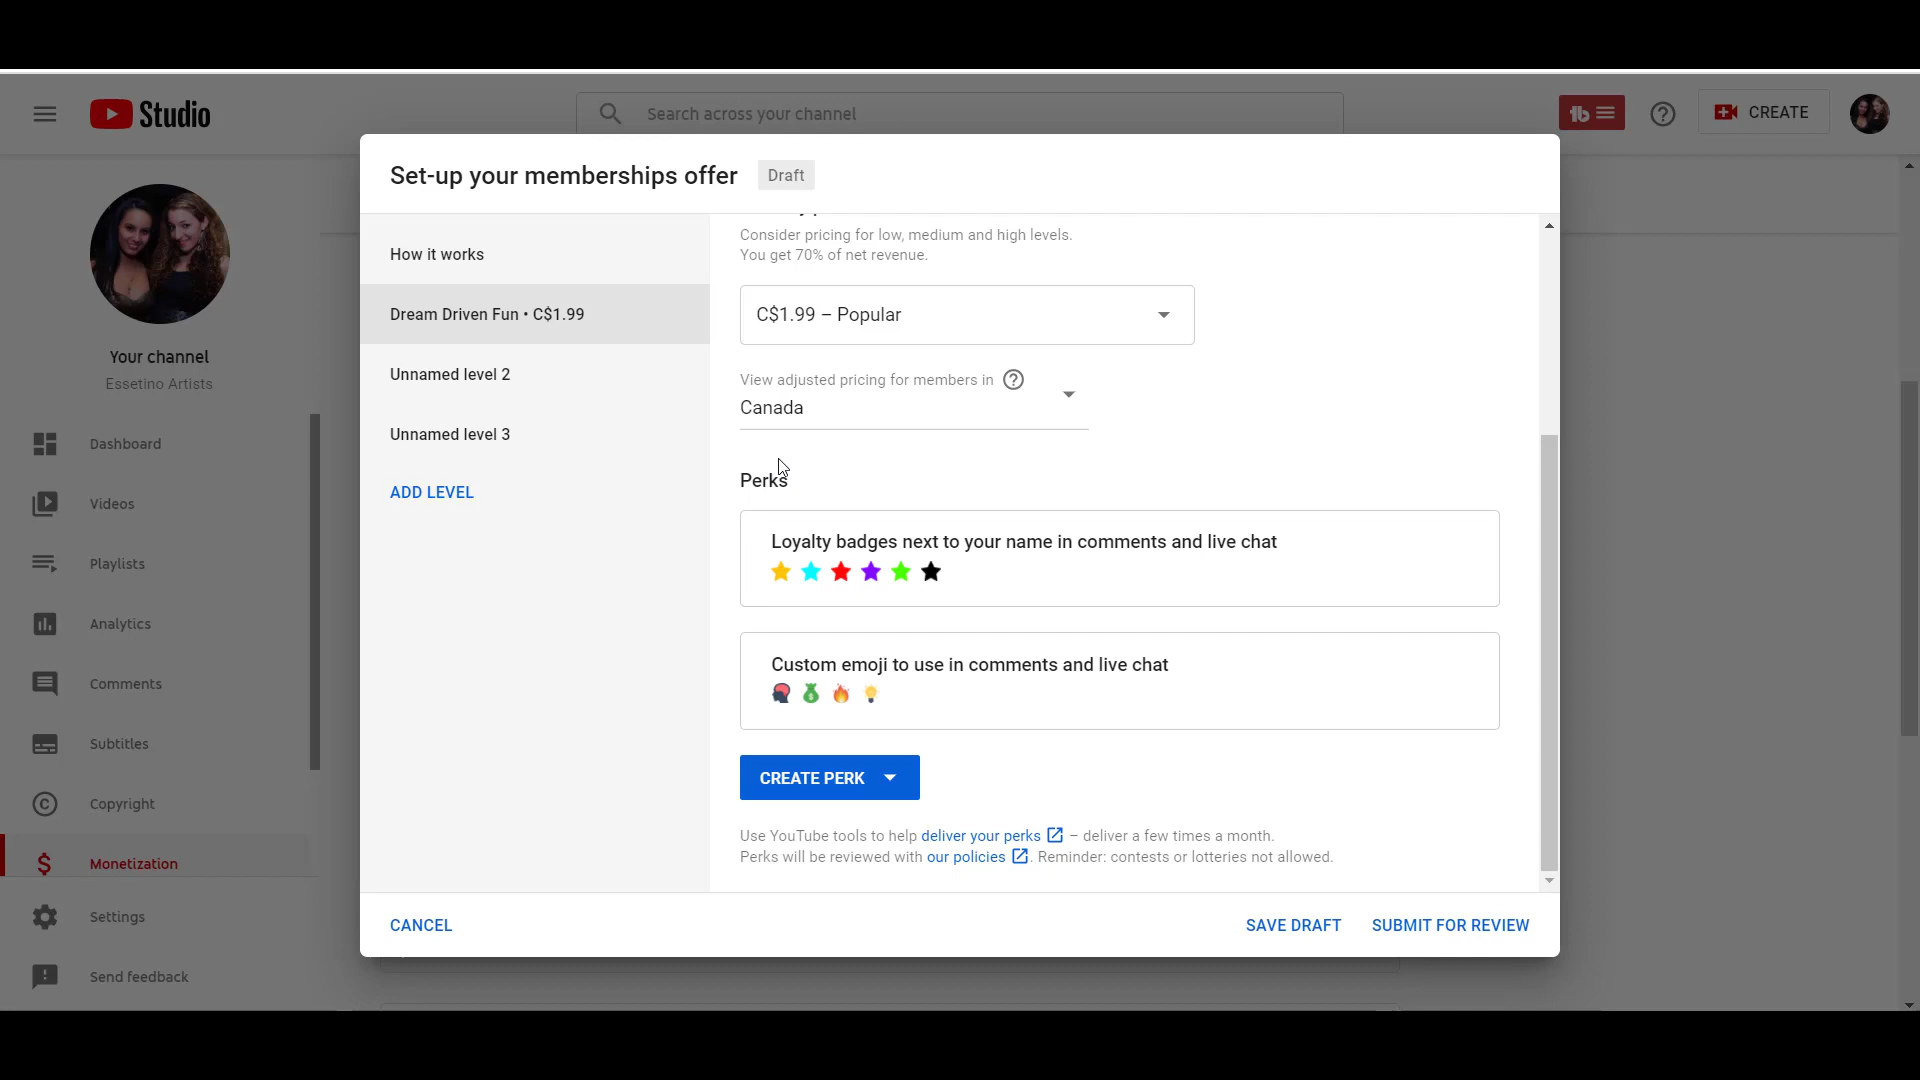 Studio
Search across your channel
CREATE
Set-up your memberships offer
Draft
Your channel
Essetino Artists
Dashboard
Videos
Playlists
Analytics
Comments
Subtitles
Copyright
Monetization
Settings
Send feedback
How it works
Dream Driven Fun • C$1.99
Unnamed level 2
Unnamed level 3
ADD LEVEL
Consider pricing for low, medium and high levels.
You get 70% of net revenue.
C$1.99 – Popular
View adjusted pricing for members in
Canada
Perks
Loyalty badges next to your name in comments and live chat
Custom emoji to use in comments and live chat
CREATE PERK
Use YouTube tools to help deliver your perks – deliver a few times a month.
Perks will be reviewed with our policies . Reminder: contests or lotteries not allowed.
CANCEL
SAVE DRAFT
SUBMIT FOR REVIEW